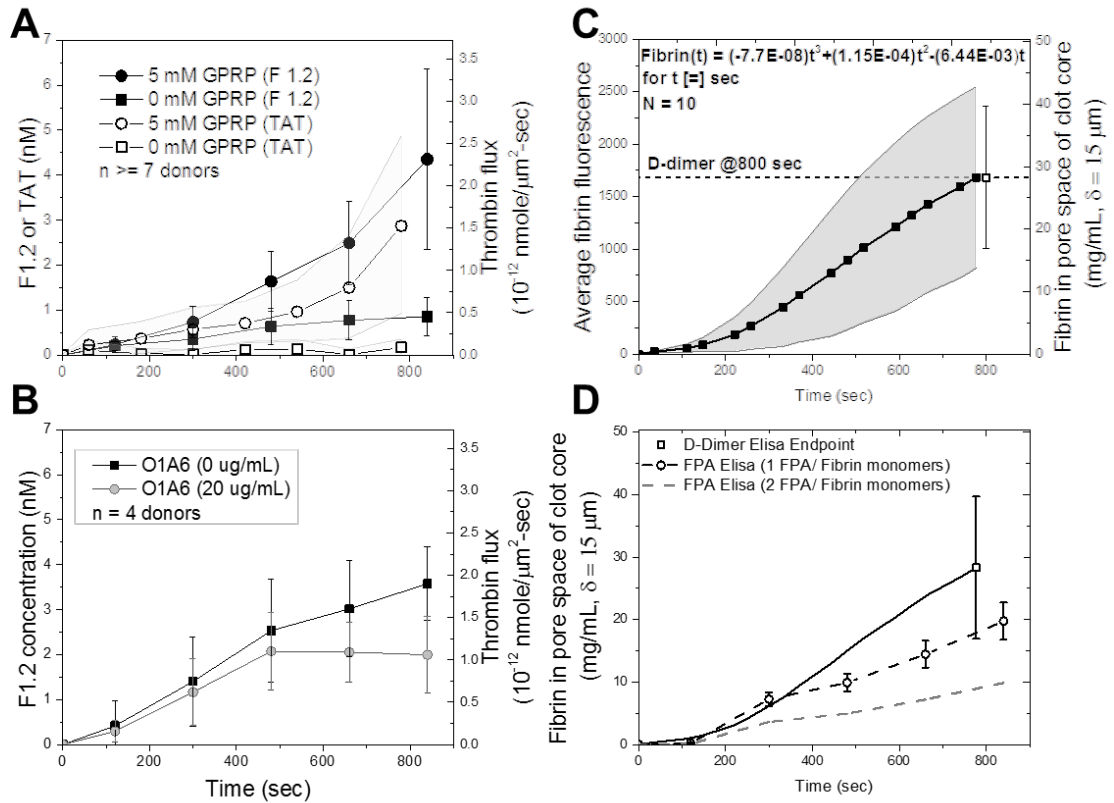 A
F1.2 or TAT (nM)
7
6
5
4
3
2
1
0
5 mM GPRP (F 1.2)
0 mM GPRP (F 1.2)
5 mM GPRP (TAT)
0 mM GPRP (TAT)
n >= 7 donors
3.5
3.0
2.5
2.0
1.5
1.0
0.5
0.0
Thrombin flux
(10⁻¹² nmole/μm²-sec)
0 200 400 600 800
B
F1.2 concentration (nM)
7
6
5
4
3
2
1
0
O1A6 (0 ug/mL)
O1A6 (20 ug/mL)
n = 4 donors
3.5
3.0
2.5
2.0
1.5
1.0
0.5
0.0
Thrombin flux
(10⁻¹² nmole/μm²-sec)
0 200 400 600 800
Time (sec)
C
Average fibrin fluorescence
3000
2750
2500
2250
2000
1750
1500
1250
1000
750
500
250
0
Fibrin(t) = (-7.7E-08)t³+(1.15E-04)t²-(6.44E-03)t
for t [=] sec
N = 10
D-dimer @800 sec
50
40
30
20
10
0
Fibrin in pore space of clot core
(mg/mL, δ = 15 μm)
0 200 400 600 800
Time (sec)
D
Fibrin in pore space of clot core
(mg/mL, δ = 15 μm)
50
40
30
20
10
0
D-Dimer Elisa Endpoint
FPA Elisa (1 FPA/ Fibrin monomers)
FPA Elisa (2 FPA/ Fibrin monomers)
0 200 400 600 800
Time (sec)